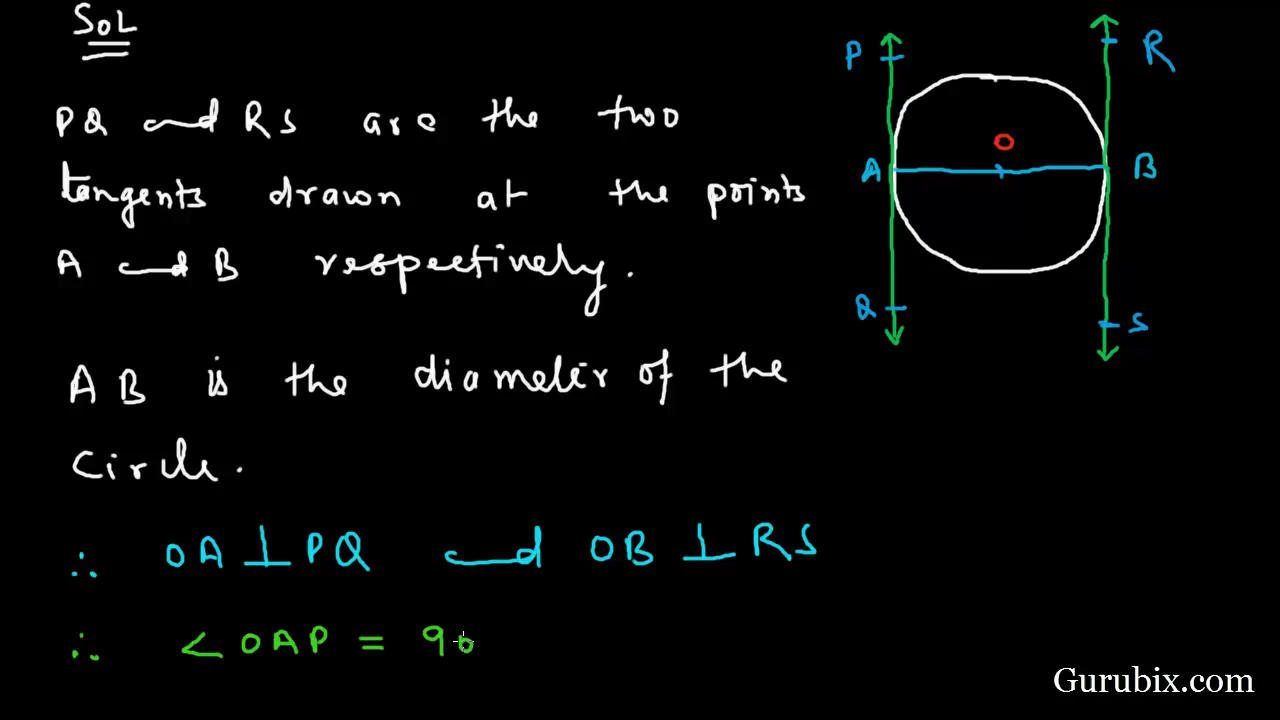 SOL
PQ and RS are the two
tangents drawn at the points
A and B respectively.
AB is the diameter of the
circle.
∴ OA ⊥ PQ and OB ⊥ RS
∴ < OAP = 90
P
R
O
A
B
Q
S
Gurubix.com